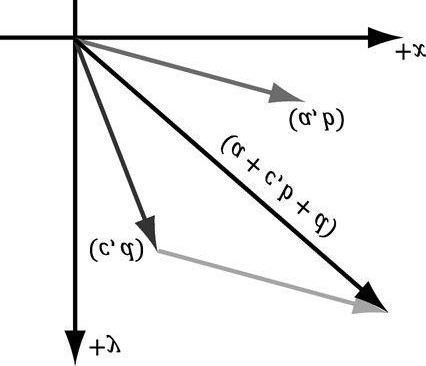 +x
(a, b)
(a + c, b + d)
(c, d)
+y